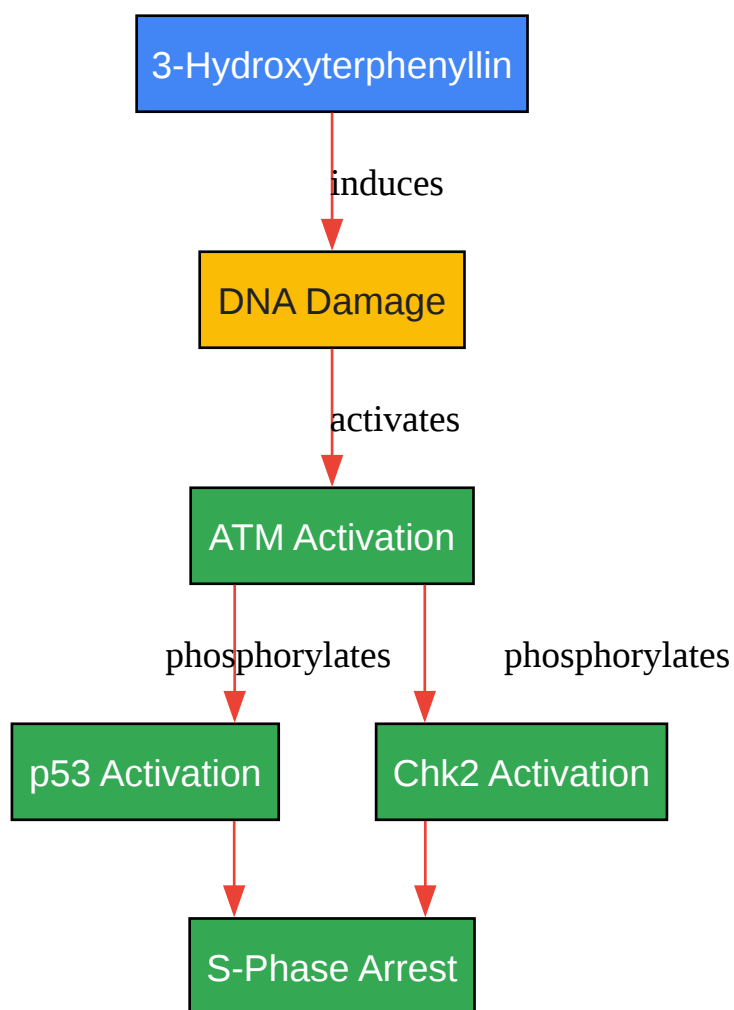 3-Hydroxyterphenyllin
induces
DNA Damage
activates
ATM Activation
phosphorylates
phosphorylates
p53 Activation
Chk2 Activation
S-Phase Arrest